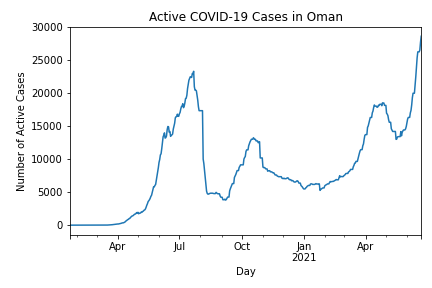 Active COVID-19 Cases in Oman
Number of Active Cases
30000
25000
20000
15000
10000
5000
0
Apr Jul Oct Jan Apr
2021
Day